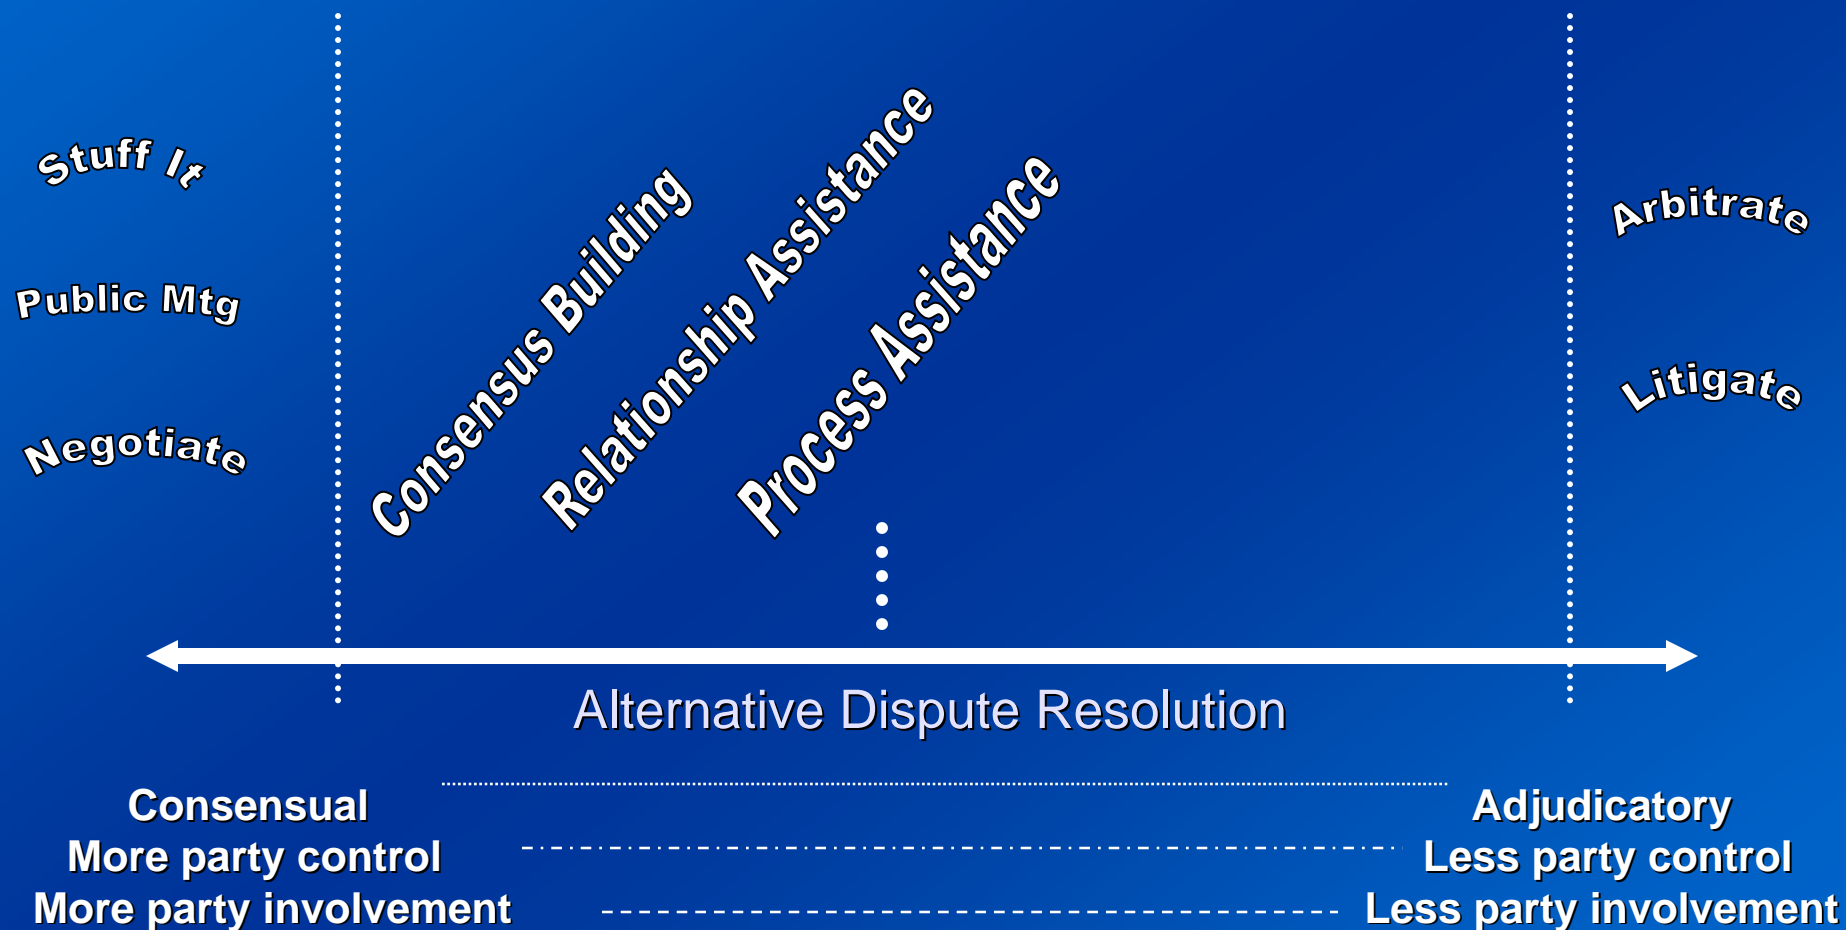 Stuff It
Public Mtg
Negotiate
Consensus Building
Relationship Assistance
Process Assistance
Arbitrate
Litigate
Alternative Dispute Resolution
Consensual
More party control
More party involvement
Adjudicatory
Less party control
Less party involvement